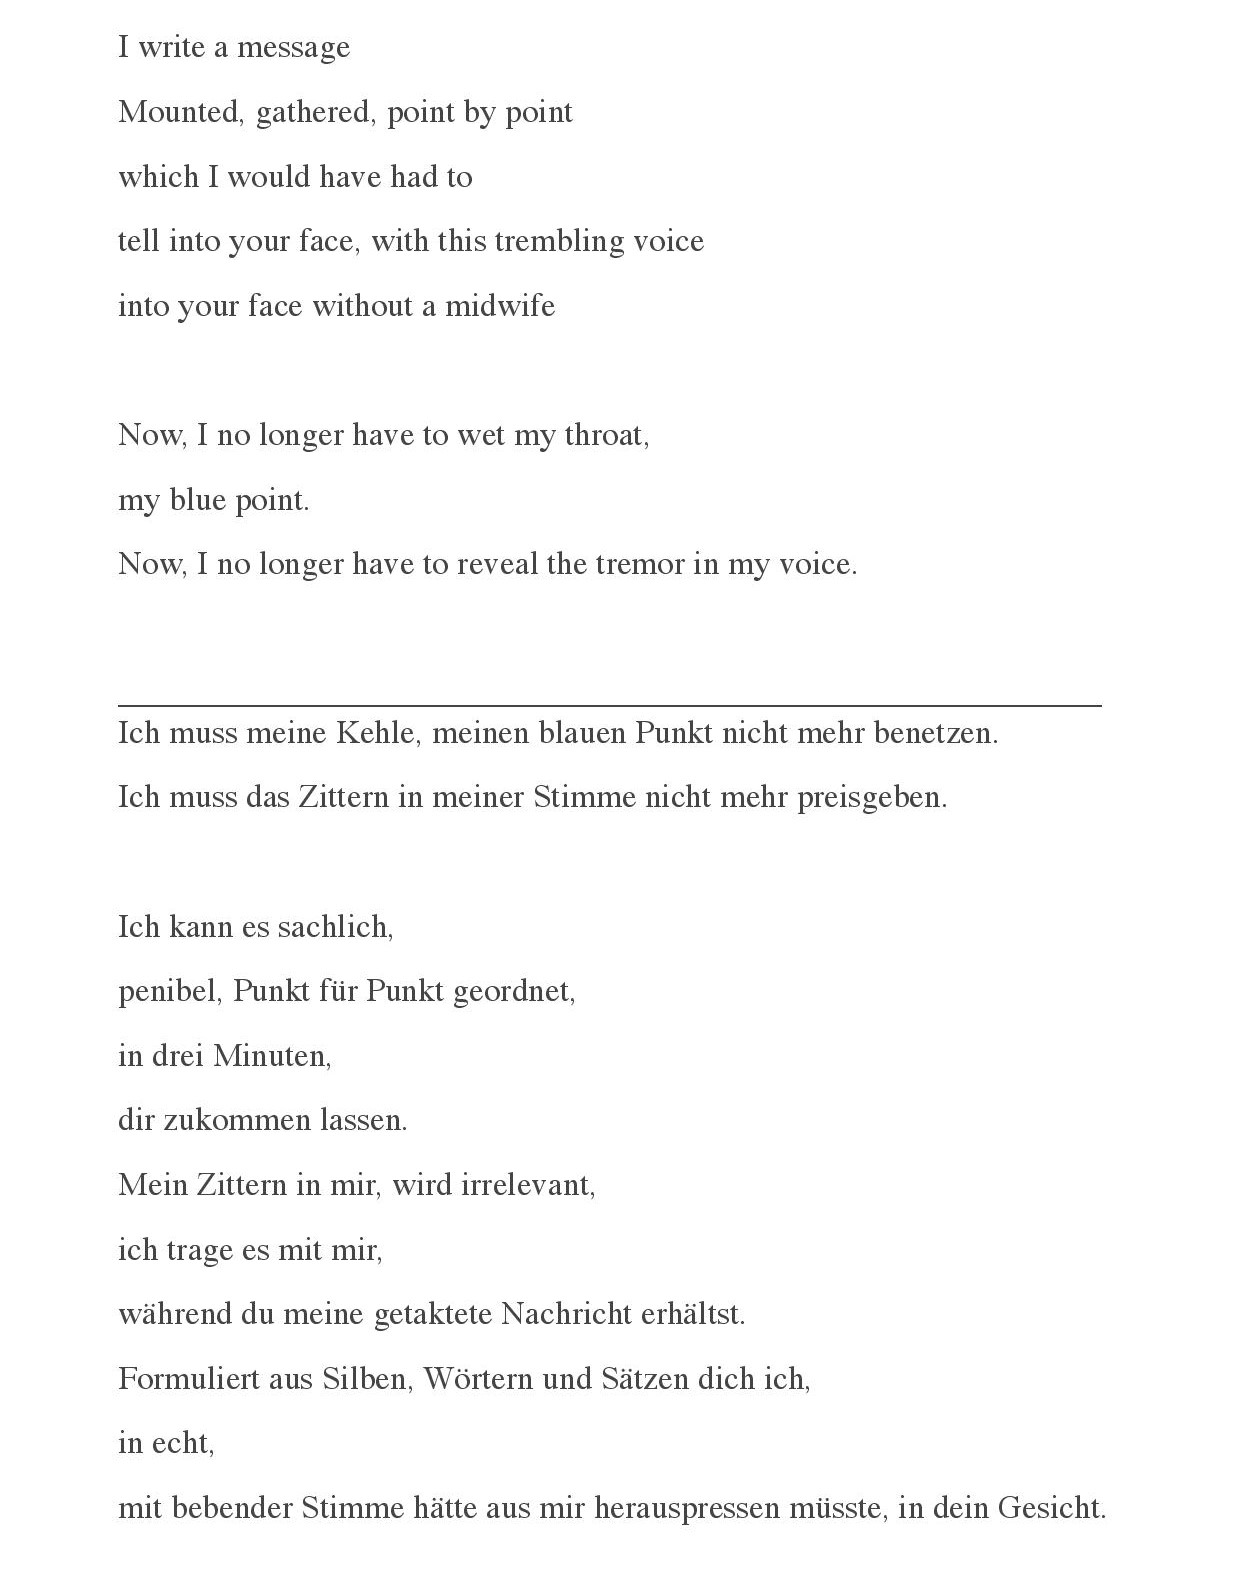 I write a message
Mounted, gathered, point by point
which I would have had to
tell into your face, with this trembling voice
into your face without a midwife
Now, I no longer have to wet my throat,
my blue point.
Now, I no longer have to reveal the tremor in my voice.
Ich muss meine Kehle, meinen blauen Punkt nicht mehr benetzen.
Ich muss das Zittern in meiner Stimme nicht mehr preisgeben.
Ich kann es sachlich,
penibel, Punkt für Punkt geordnet,
in drei Minuten,
dir zukommen lassen.
Mein Zittern in mir, wird irrelevant,
ich trage es mit mir,
während du meine getaktete Nachricht erhältst.
Formuliert aus Silben, Wörtern und Sätzen dich ich,
in echt,
mit bebender Stimme hätte aus mir herauspressen müsste, in dein Gesicht.